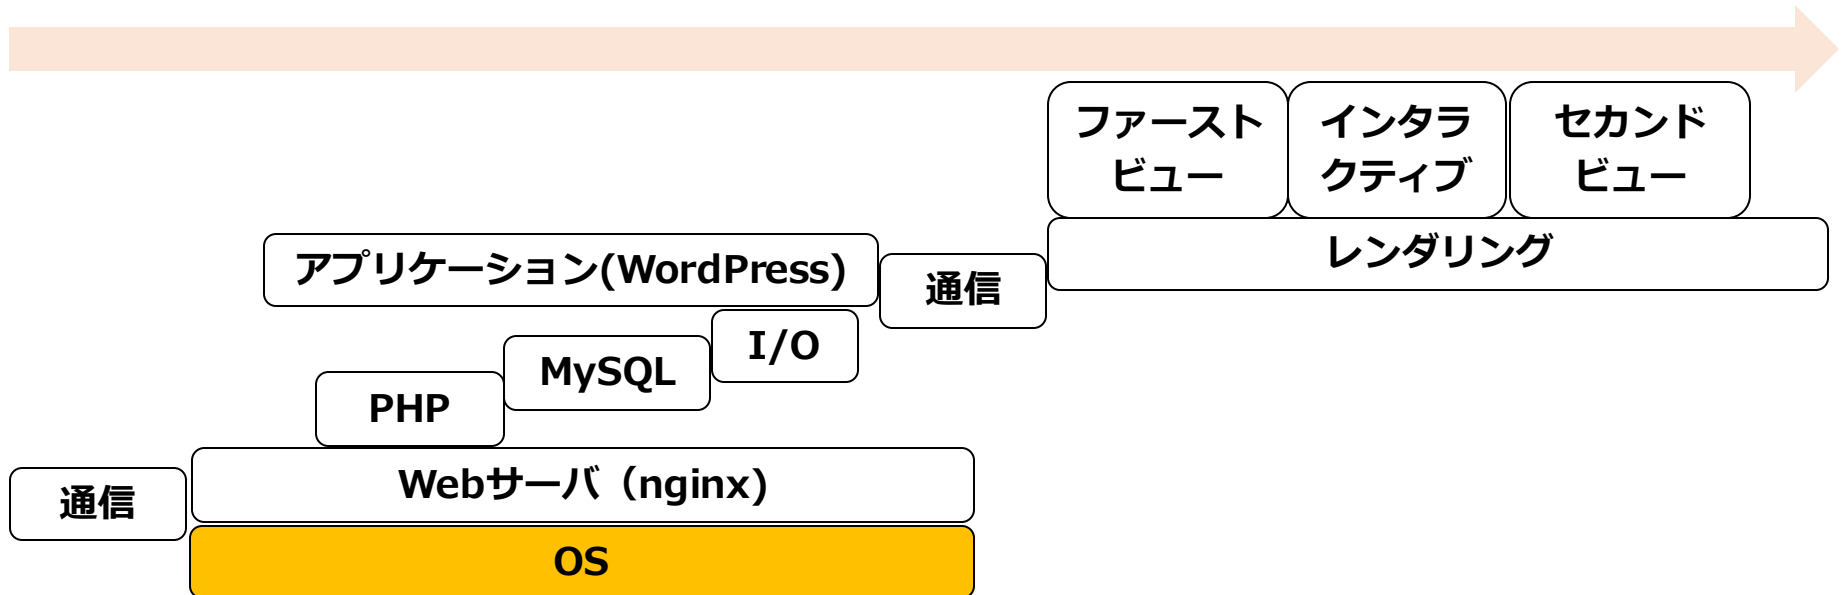 ファースト
ビュー
インタラ
クティブ
セカンド
ビュー
レンダリング
アプリケーション(WordPress)
通信
I/O
MySQL
PHP
Webサーバ（nginx)
通信
OS